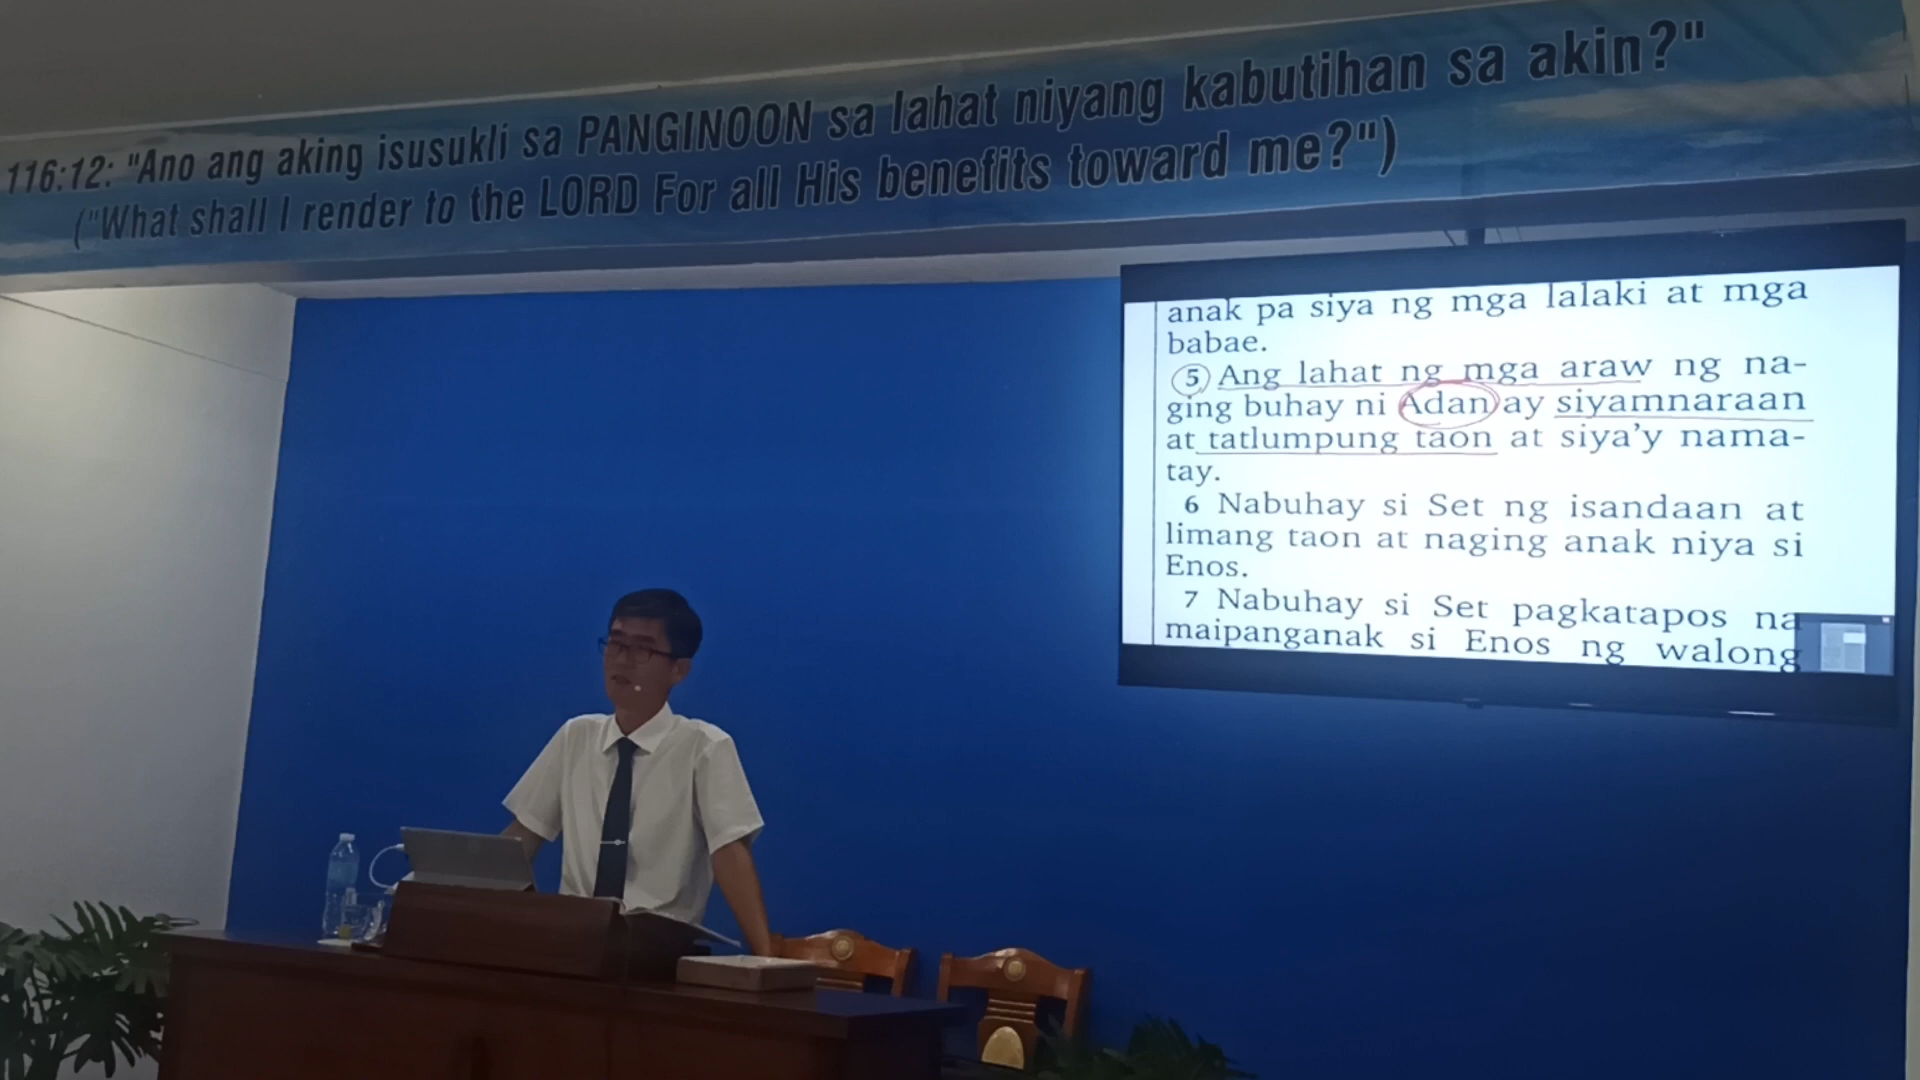 116:12: "Ano ang aking isusukli sa PANGINOON sa lahat niyang kabutihan sa akin?"
("What shall I render to the LORD For all His benefits toward me?")
anak pa siya ng mga lalaki at mga
babae.
5 Ang lahat ng mga araw ng na-
ging buhay ni Adan ay siyamnaraan
at tatlumpung taon at siya'y nama-
tay.
6 Nabuhay si Set ng isandaan at
limang taon at naging anak niya si
Enos.
7 Nabuhay si Set pagkatapos na
maipanganak si Enos ng walong